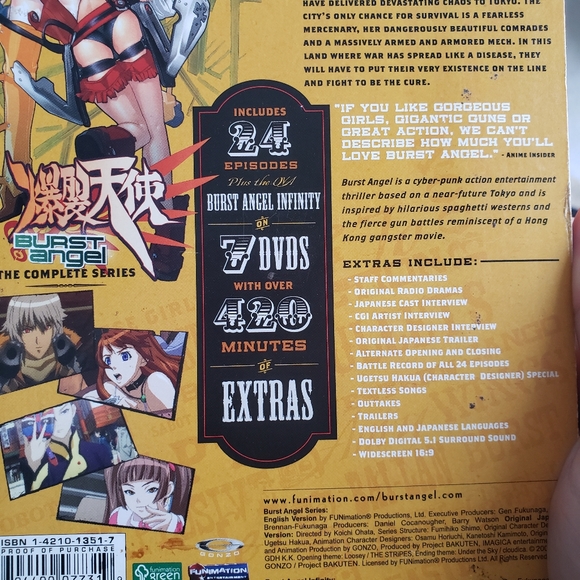 HAVE DELIVERED DEVASTATING CHAOS TO TOKYO. THE
CITY'S ONLY CHANCE FOR SURVIVAL IS A FEARLESS
MERCENARY, HER DANGEROUSLY BEAUTIFUL COMRADES
AND A MASSIVELY ARMED AND ARMORED MECH. IN THIS
LAND WHERE WAR HAS SPREAD LIKE A DISEASE, THEY
WILL HAVE TO PUT THEIR VERY EXISTENCE ON THE LINE
AND FIGHT TO BE THE CURE.
"IF YOU LIKE GORGEOUS
GIRLS, GIGANTIC GUNS OR
GREAT ACTION, WE CAN'T
DESCRIBE HOW MUCH YOU'LL
LOVE BURST ANGEL." - ANIME INSIDER
Burst Angel is a cyber-punk action entertainment
thriller based on a near-future Tokyo and is
inspired by hilarious spaghetti westerns and
the fierce gun battles reminiscent of a Hong
Kong gangster movie.
EXTRAS INCLUDE:
- STAFF COMMENTARIES
- ORIGINAL RADIO DRAMAS
- JAPANESE CAST INTERVIEW
- CGI ARTIST INTERVIEW
- CHARACTER DESIGNER INTERVIEW
- ORIGINAL JAPANESE TRAILER
- ALTERNATE OPENING AND CLOSING
- BATTLE RECORD OF ALL 24 EPISODES
- UGETSU HAKUA (CHARACTER DESIGNER) SPECIAL
- TEXTLESS SONGS
- OUTTAKES
- TRAILERS
- ENGLISH AND JAPANESE LANGUAGES
- DOLBY DIGITAL 5.1 SURROUND SOUND
- WIDESCREEN 16:9
INCLUDES
24
EPISODES
Plus the OVA
BURST ANGEL INFINITY
ON
7 DVDS
WITH OVER
420
MINUTES
OF
EXTRAS
爆裂天使
BURST
angel
THE COMPLETE SERIES
www.funimation.com/burstangel.com
Burst Angel Series:
English Version by FUNimation® Productions, Ltd. Executive Producers: Gen Fukunaga,
Brennan-Fukunaga Producers: Daniel Cocanougher, Barry Watson Original
Version: Directed by Koichi Ohata, Series Structure: Fumihiko Shimo, Original Character
Ugetsu Hakua, Animation Character Designs: Osamu Horiuchi, Kanetoshi Kamimoto,
and Animation Production by GONZO, Produced by Project BAKUTEN, IMAGICA entertain
GDH K.K. Opening theme: Loosey / THE STRIPES, Ending theme: Under the Sky / cloudica. ©
GONZO / Project BAKUTEN. Licensed by FUNimation® Productions, Ltd. All Rights
ISBN 1-4210-1351-7
PROOF OF PURCHASE
GONZO
funimation
green
FUNIMATION
ENTERTAINMENT